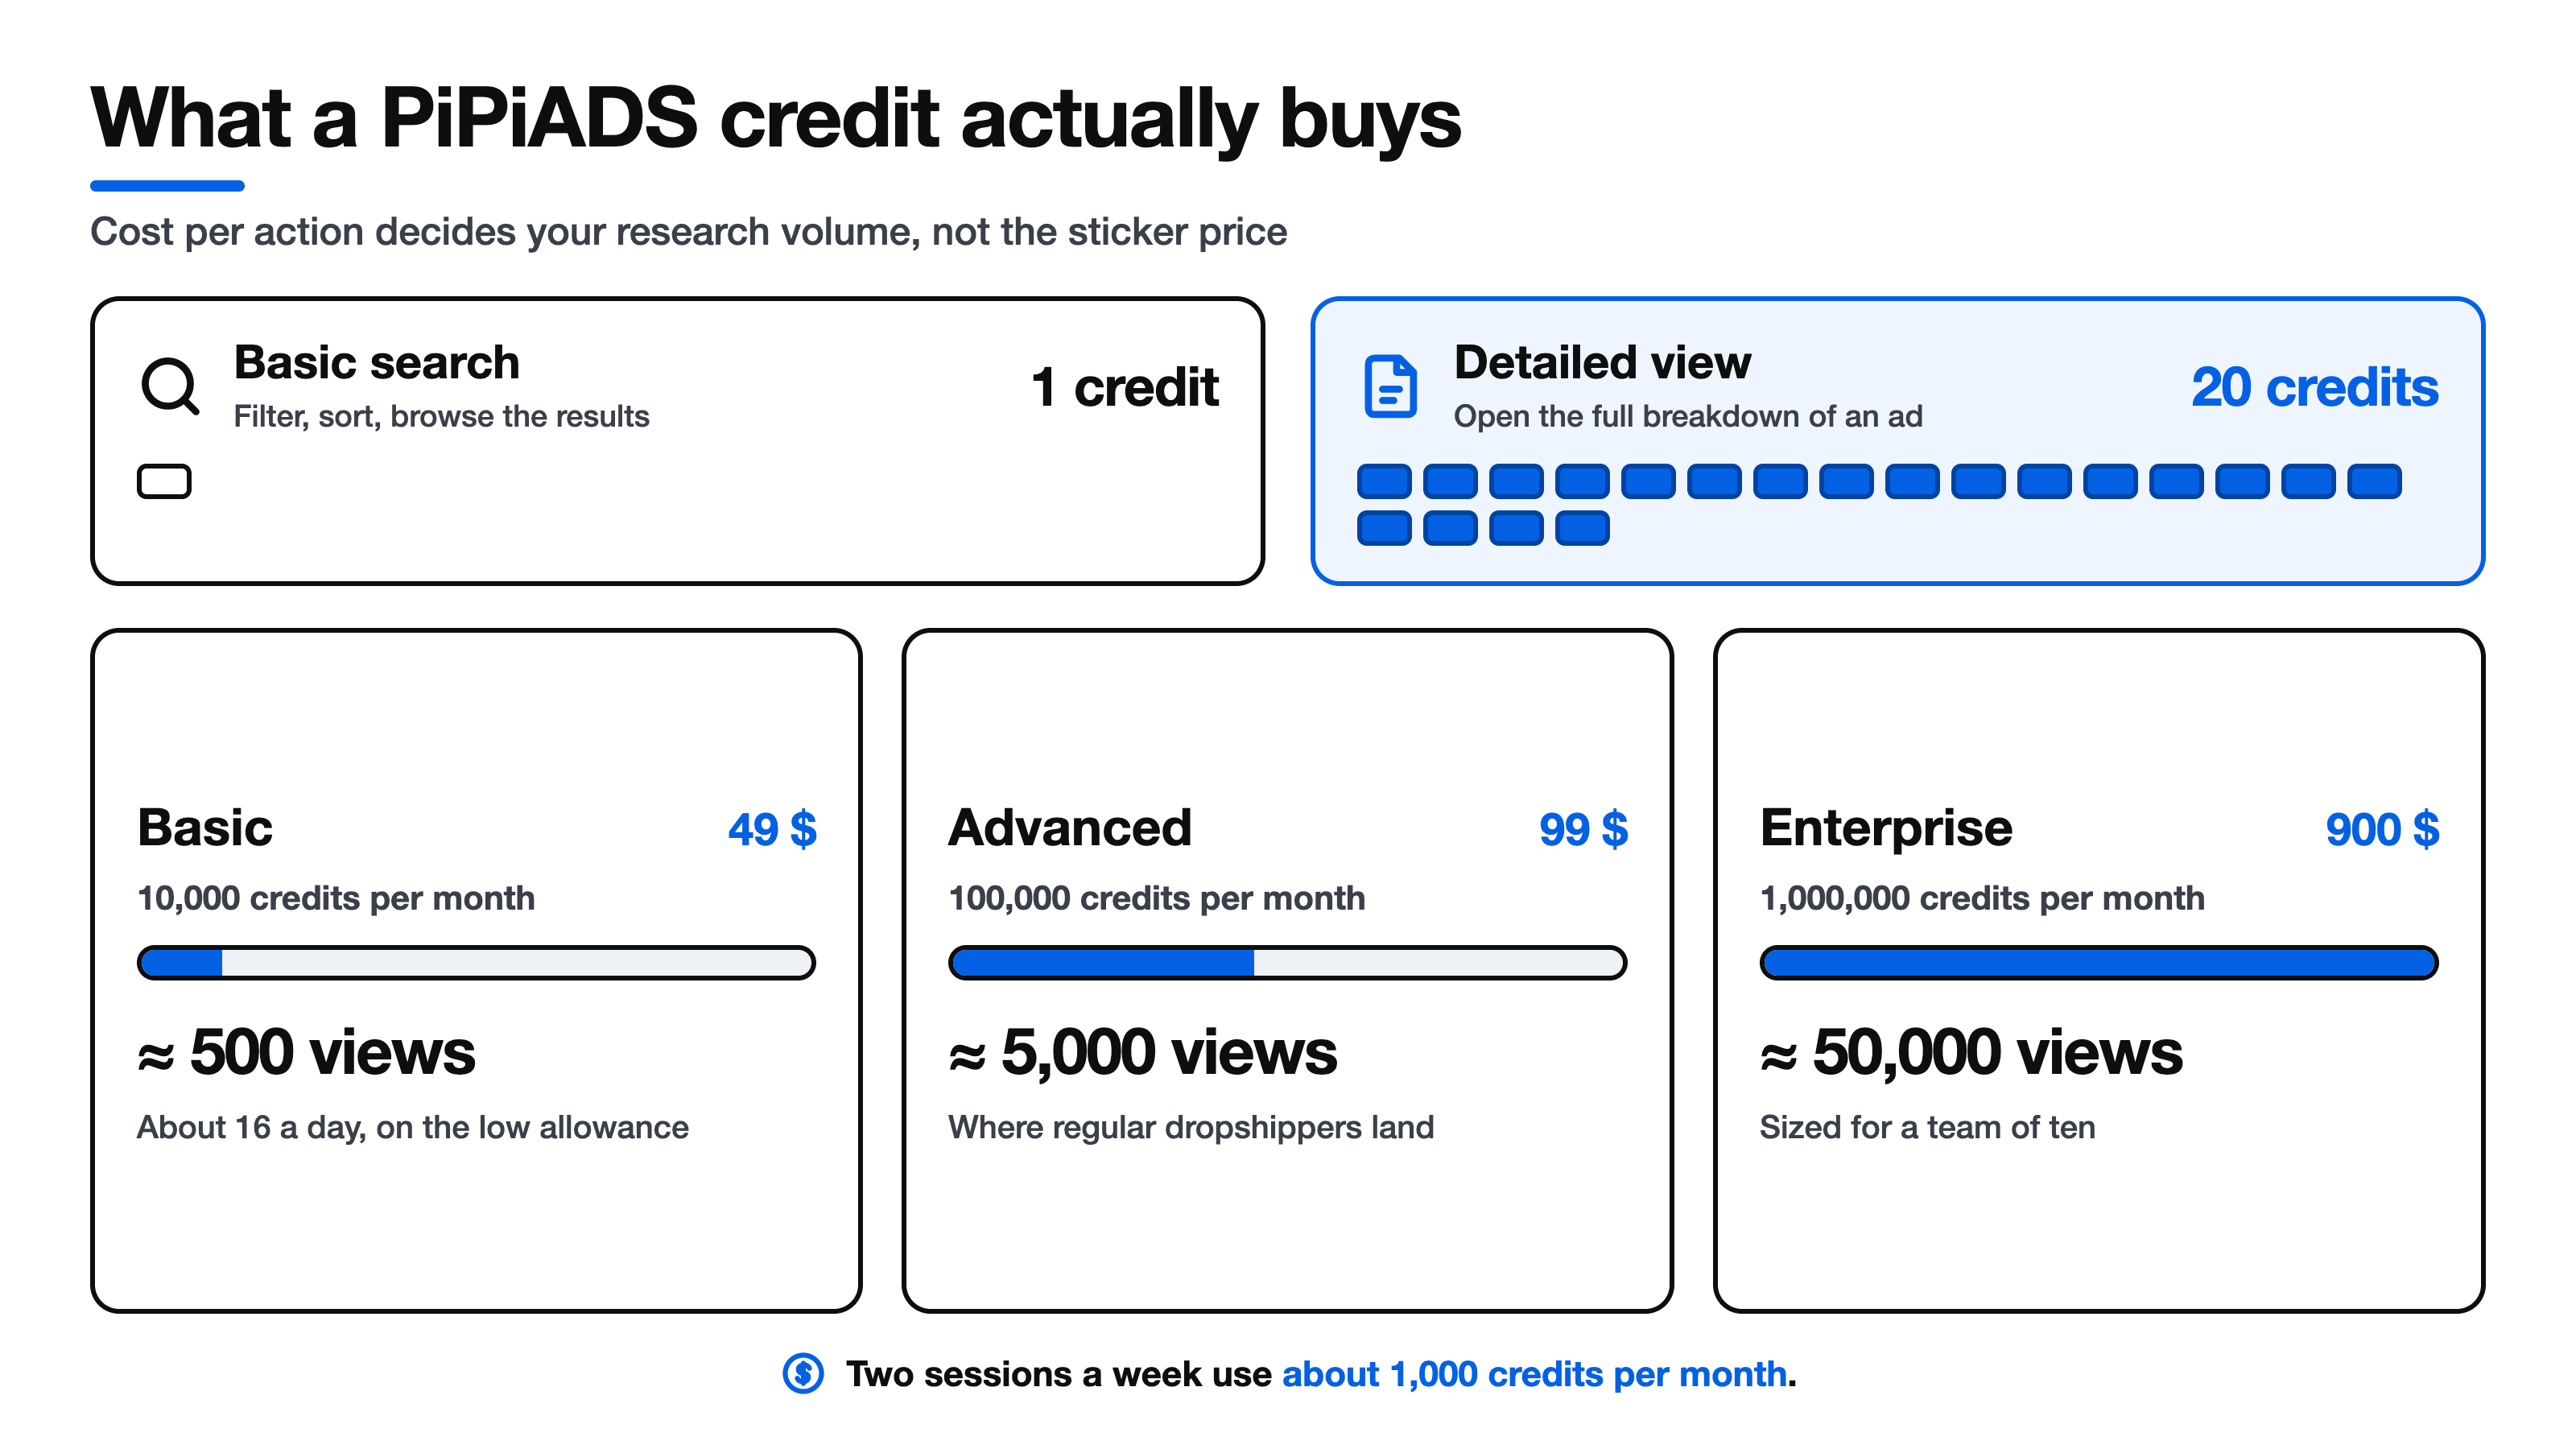 What a PiPiADS credit actually buys
Cost per action decides your research volume, not the sticker price
Basic search
Filter, sort, browse the results
1 credit
Detailed view
Open the full breakdown of an ad
20 credits
Basic
49 $
10,000 credits per month
≈ 500 views
About 16 a day, on the low allowance
Advanced
99 $
100,000 credits per month
≈ 5,000 views
Where regular dropshippers land
Enterprise
900 $
1,000,000 credits per month
≈ 50,000 views
Sized for a team of ten
$ Two sessions a week use about 1,000 credits per month.